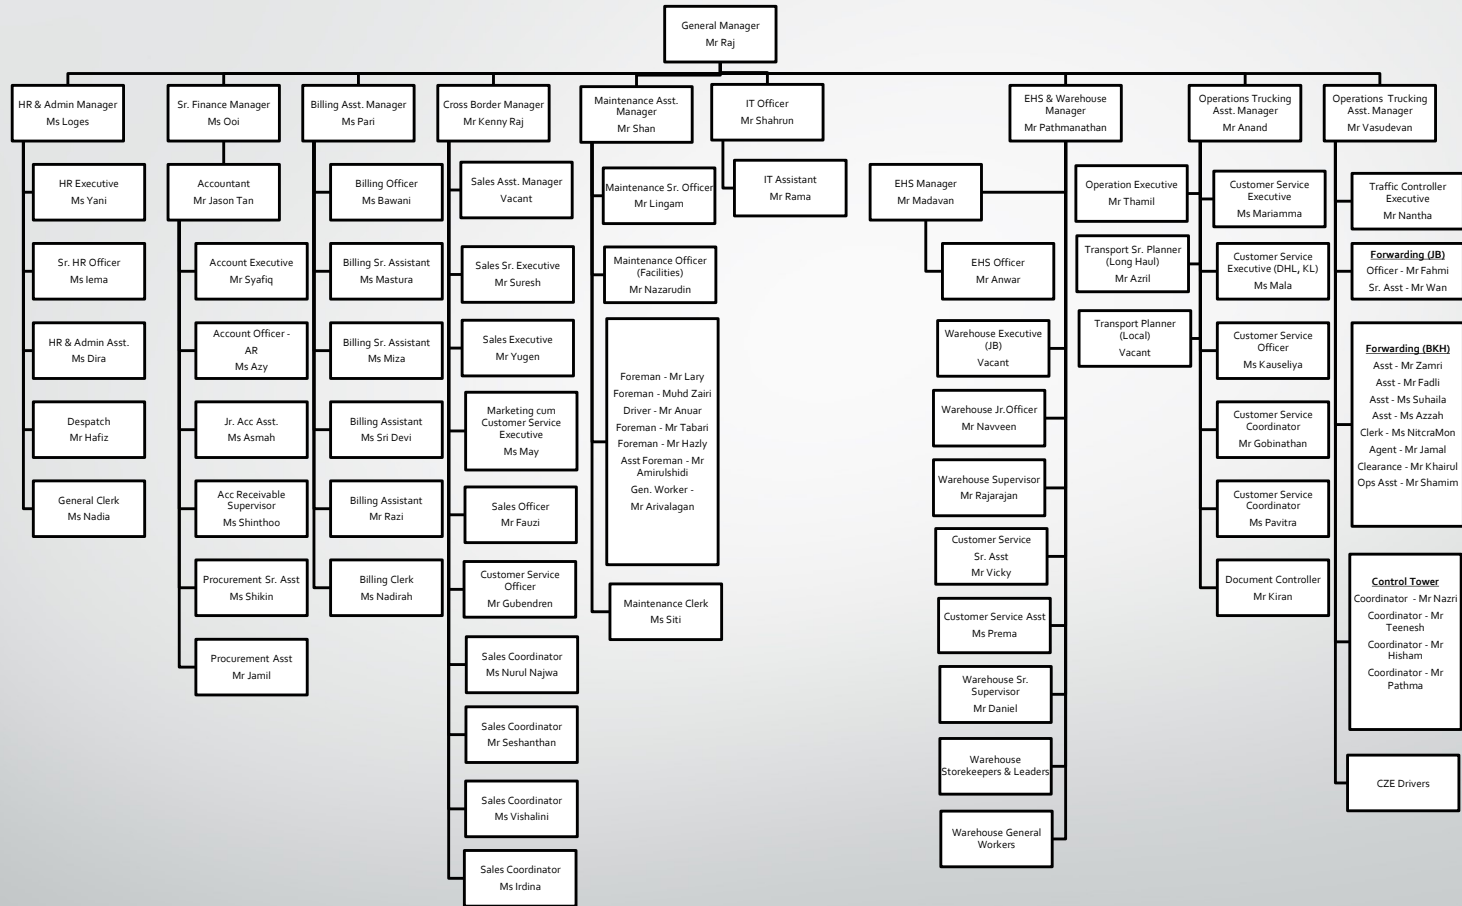 General Manager
Mr Raj
HR & Admin Manager
Ms Loges
Sr. Finance Manager
Ms Ooi
Billing Asst. Manager
Ms Pari
Cross Border Manager
Mr Kenny Raj
Maintenance Asst.
Manager
Mr Shan
IT Officer
Mr Shahrun
EHS & Warehouse
Manager
Mr Pathmanathan
Operations Trucking
Asst. Manager
Mr Anand
Operations Trucking
Asst. Manager
Mr Vasudevan
HR Executive
Ms Yani
Sr. HR Officer
Ms Iema
HR & Admin Asst.
Ms Dira
Despatch
Mr Hafiz
General Clerk
Ms Nadia
Accountant
Mr Jason Tan
Account Executive
Mr Syafiq
Account Officer -
AR
Ms Azy
Jr. Acc Asst.
Ms Asmah
Acc Receivable
Supervisor
Ms Shinthoo
Procurement Sr. Asst
Ms Shikin
Procurement Asst
Mr Jamil
Billing Officer
Ms Bawani
Billing Sr. Assistant
Ms Mastura
Billing Sr. Assistant
Ms Miza
Billing Assistant
Ms Sri Devi
Billing Assistant
Mr Razi
Billing Clerk
Ms Nadirah
Sales Asst. Manager
Vacant
Sales Sr. Executive
Mr Suresh
Sales Executive
Mr Yugen
Marketing cum
Customer Service
Executive
Ms May
Sales Officer
Mr Fauzi
Customer Service
Officer
Mr Gubendren
Sales Coordinator
Ms Nurul Najwa
Sales Coordinator
Mr Seshanthan
Sales Coordinator
Ms Vishalini
Sales Coordinator
Ms Irdina
Maintenance Sr. Officer
Mr Lingam
Maintenance Officer
(Facilities)
Mr Nazarudin
Foreman - Mr Lary
Foreman - Muhd Zairi
Driver - Mr Anuar
Foreman - Mr Tabari
Foreman - Mr Hazly
Asst Foreman - Mr
Amirulshidi
Gen. Worker -
Mr Arivalagan
Maintenance Clerk
Ms Siti
IT Assistant
Mr Rama
EHS Manager
Mr Madavan
EHS Officer
Mr Anwar
Warehouse Executive
(JB)
Vacant
Warehouse Jr.Officer
Mr Navveen
Warehouse Supervisor
Mr Rajarajan
Customer Service
Sr. Asst
Mr Vicky
Customer Service Asst
Ms Prema
Warehouse Sr.
Supervisor
Mr Daniel
Warehouse
Storekeepers & Leaders
Warehouse General
Workers
Operation Executive
Mr Thamil
Transport Sr. Planner
(Long Haul)
Mr Azril
Transport Planner
(Local)
Vacant
Customer Service
Executive
Ms Mariamma
Customer Service
Executive (DHL, KL)
Ms Mala
Customer Service
Officer
Ms Kauseliya
Customer Service
Coordinator
Mr Gobinathan
Customer Service
Coordinator
Ms Pavitra
Document Controller
Mr Kiran
Traffic Controller
Executive
Mr Nantha
Forwarding (JB)
Officer - Mr Fahmi
Sr. Asst - Mr Wan
Forwarding (BKH)
Asst - Mr Zamri
Asst - Mr Fadli
Asst - Ms Suhaila
Asst - Ms Azzah
Clerk - Ms NitcraMon
Agent - Mr Jamal
Clearance - Mr Khairul
Ops Asst - Mr Shamim
Control Tower
Coordinator - Mr Nazri
Coordinator - Mr
Teenesh
Coordinator - Mr
Hisham
Coordinator - Mr
Pathma
CZE Drivers